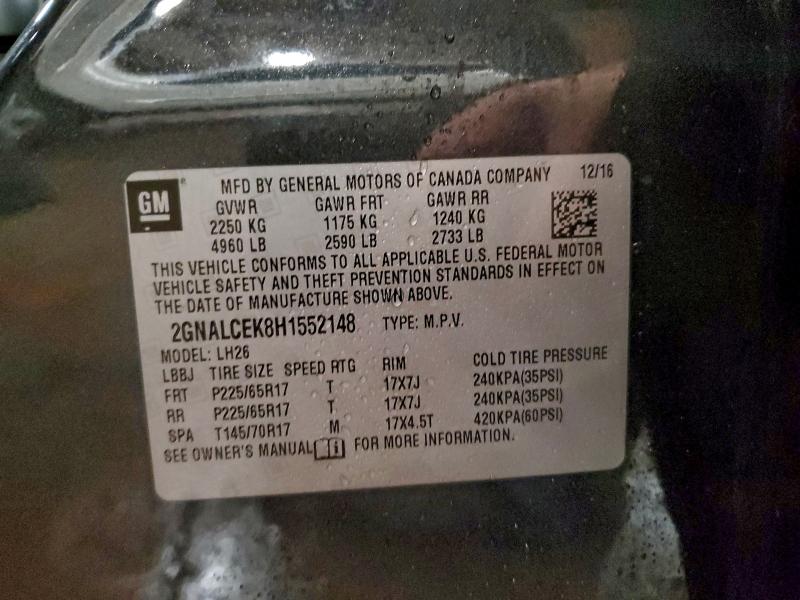 GM
MFD BY GENERAL MOTORS OF CANADA COMPANY 12/16
GVWR GAWR FRT GAWR RR
2250 KG 1175 KG 1240 KG
4960 LB 2590 LB 2733 LB
THIS VEHICLE CONFORMS TO ALL APPLICABLE U.S. FEDERAL MOTOR
VEHICLE SAFETY AND THEFT PREVENTION STANDARDS IN EFFECT ON
THE DATE OF MANUFACTURE SHOWN ABOVE.
2GNALCEK8H1552148 TYPE: M.P.V.
MODEL: LH26
LBBJ TIRE SIZE SPEED RTG RIM COLD TIRE PRESSURE
FRT P225/65R17 T 17X7J 240KPA(35PSI)
RR P225/65R17 T 17X7J 240KPA(35PSI)
SPA T145/70R17 M 17X4.5T 420KPA(60PSI)
SEE OWNER'S MANUAL FOR MORE INFORMATION.